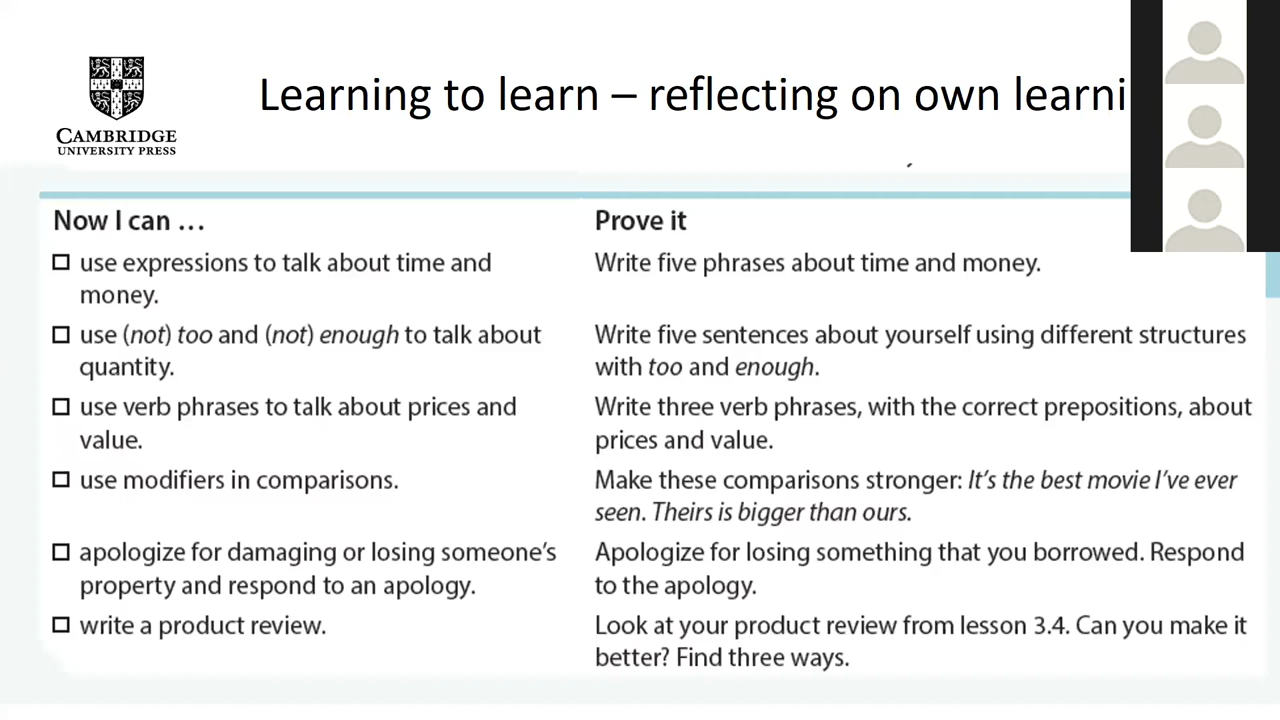 CAMBRIDGE
UNIVERSITY PRESS
Learning to learn – reflecting on own
Now I can …
Prove it
use expressions to talk about time and
money.
Write five phrases about time and money.
use (not) too and (not) enough to talk about
quantity.
Write five sentences about yourself using different structures
with too and enough.
use verb phrases to talk about prices and
value.
Write three verb phrases, with the correct prepositions, about
prices and value.
use modifiers in comparisons.
Make these comparisons stronger: It's the best movie I've ever
seen. Theirs is bigger than ours.
apologize for damaging or losing someone's
property and respond to an apology.
Apologize for losing something that you borrowed. Respond
to the apology.
write a product review.
Look at your product review from lesson 3.4. Can you make it
better? Find three ways.